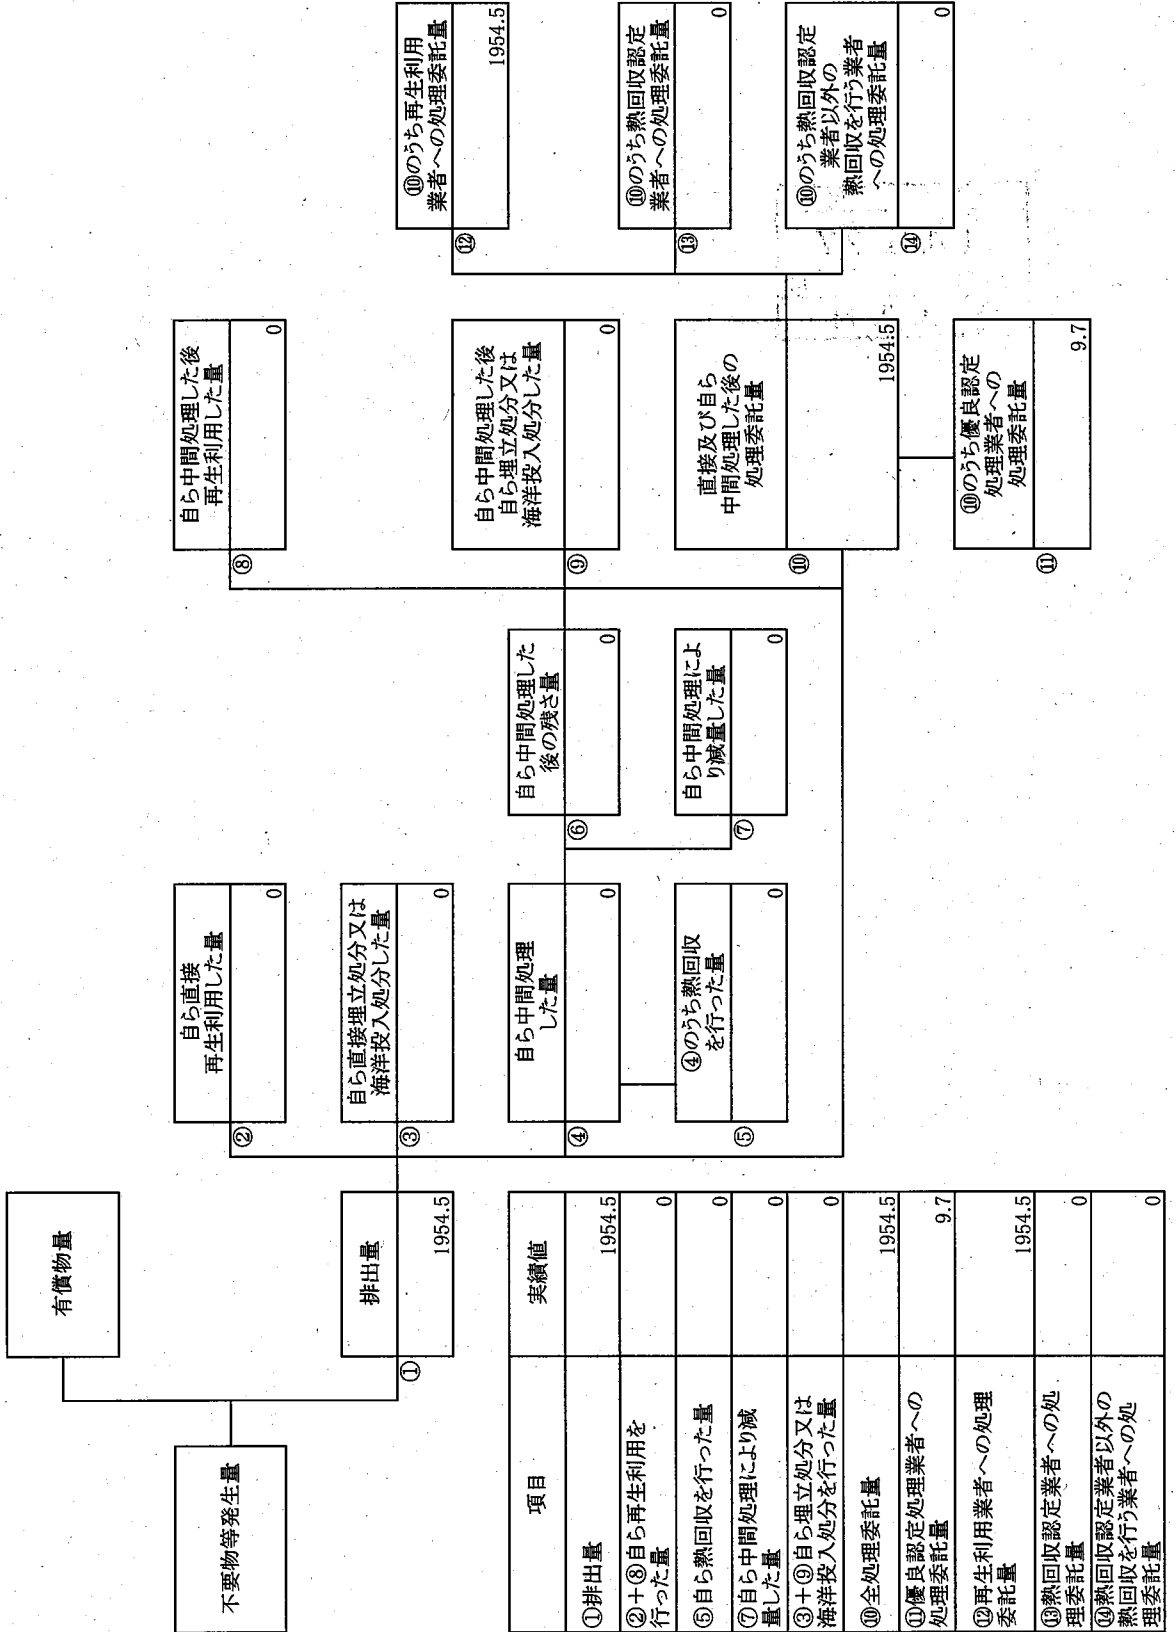 不要物等発生量
有償物量
①
排出量
1954.5
②
自ら直接
再生利用した量
0
③
自ら直接埋立処分又は
海洋投入処分した量
0
④
自ら中間処理
した量
0
⑤
④のうち熱回収
を行った量
0
⑥
自ら中間処理した
後の残さ量
0
⑦
自ら中間処理によ
り減量した量
0
⑧
自ら中間処理した後
再生利用した量
0
⑨
自ら中間処理した後
自ら埋立処分又は
海洋投入処分した量
0
⑩
直接及び自ら
中間処理した後の
処理委託量
1954.5
⑪
⑩のうち優良認定
処理業者への
処理委託量
9.7
⑫
⑩のうち再生利用
業者への処理委託量
1954.5
⑬
⑩のうち熱回収認定
業者への処理委託量
0
⑭
⑩のうち熱回収認定
業者以外の
熱回収を行う業者
への処理委託量
0
項目 実績値
①排出量 1954.5
②+⑧自ら再生利用を
行った量 0
⑤自ら熱回収を行った量 0
⑦自ら中間処理により減
量した量 0
③+⑨自ら埋立処分又は
海洋投入処分を行った量 0
⑩全処理委託量 1954.5
⑪優良認定処理業者への
処理委託量 9.7
⑫再生利用業者への処理
委託量 1954.5
⑬熱回収認定業者への処
理委託量 0
⑭熱回収認定業者以外の
熱回収を行う業者への処
理委託量 0